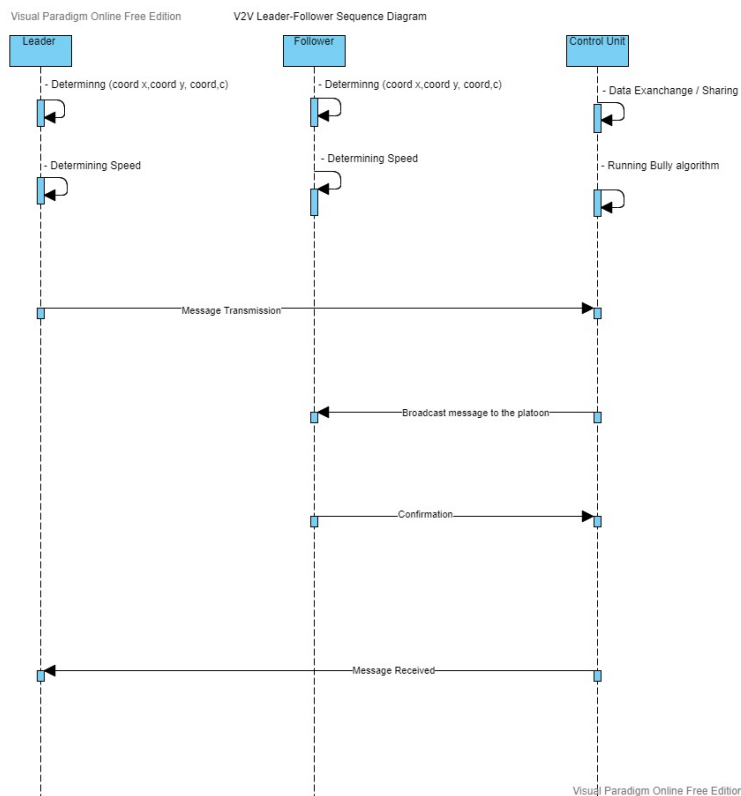 Visual Paradigm Online Free Edition
V2V Leader-Follower Sequence Diagram
Leader
Follower
Control Unit
- Determinng (coord x,coord y, coord,c)
- Determinng (coord x,coord y, coord,c)
- Data Exanchange / Sharing
- Determining Speed
- Determining Speed
- Running Bully algorithm
Message Transmission
Broadcast message to the platoon
Confirmation
Message Received
Visual Paradigm Online Free Edition